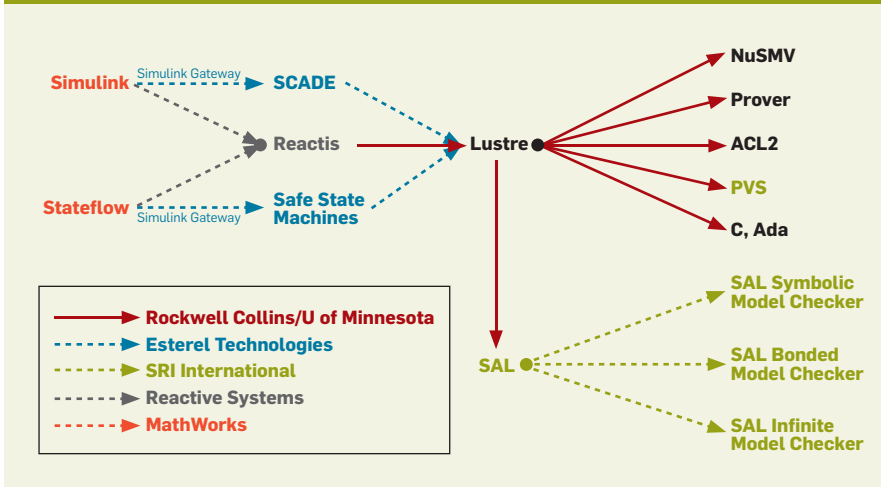 Simulink
Simulink Gateway
SCADE
Reactis
Stateflow
Simulink Gateway
Safe State
Machines
Lustre
NuSMV
Prover
ACL2
PVS
C, Ada
SAL
SAL Symbolic
Model Checker
SAL Bonded
Model Checker
SAL Infinite
Model Checker
Rockwell Collins/U of Minnesota
Esterel Technologies
SRI International
Reactive Systems
MathWorks